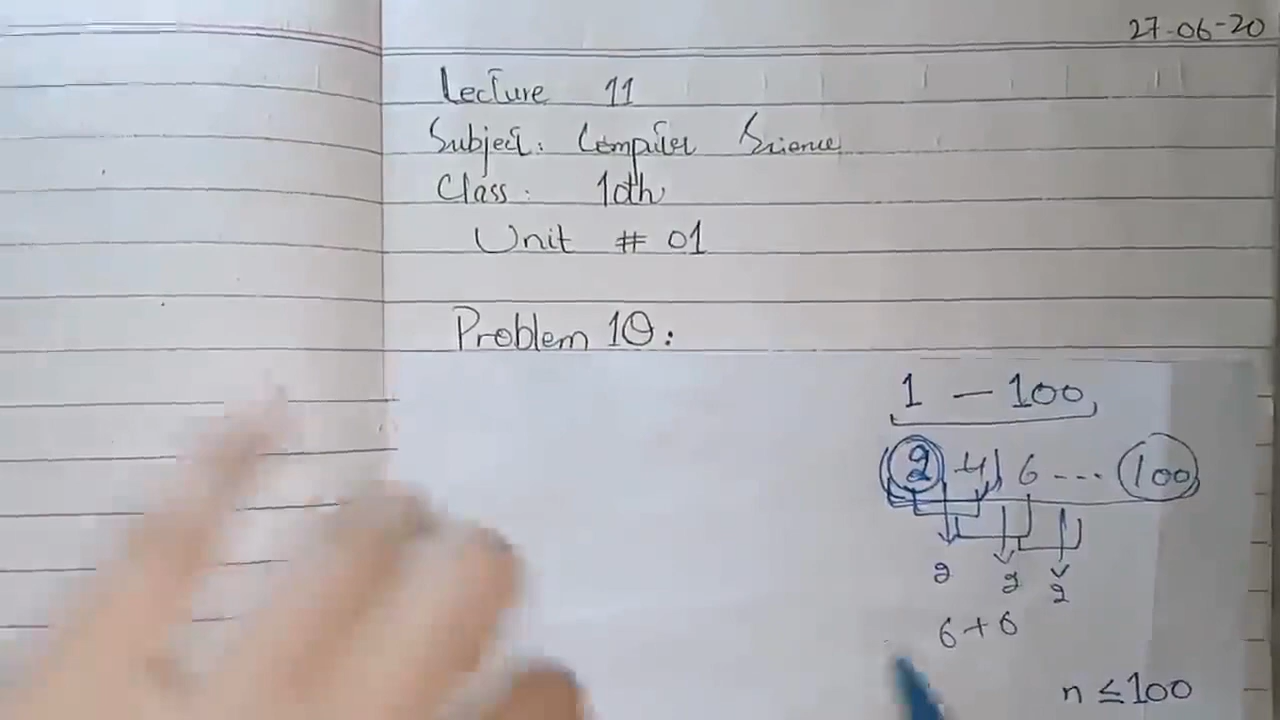 27-06-20
Lecture 11
Subject: Computer Science
Class: 10th
Unit # 01
Problem 10:
1 — 100
2 4 6 ... 100
2 2 2
6+6
n ≤ 100